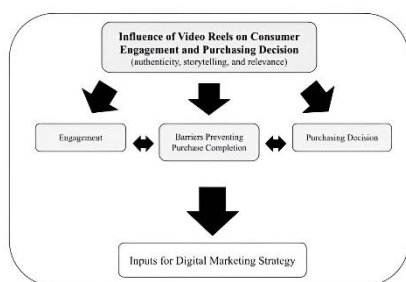 Influence of Video Reels on Consumer
Engagement and Purchasing Decision
(authenticity, storytelling, and relevance)
Engagement
Barriers Preventing
Purchase Completion
Purchasing Decision
Inputs for Digital Marketing Strategy